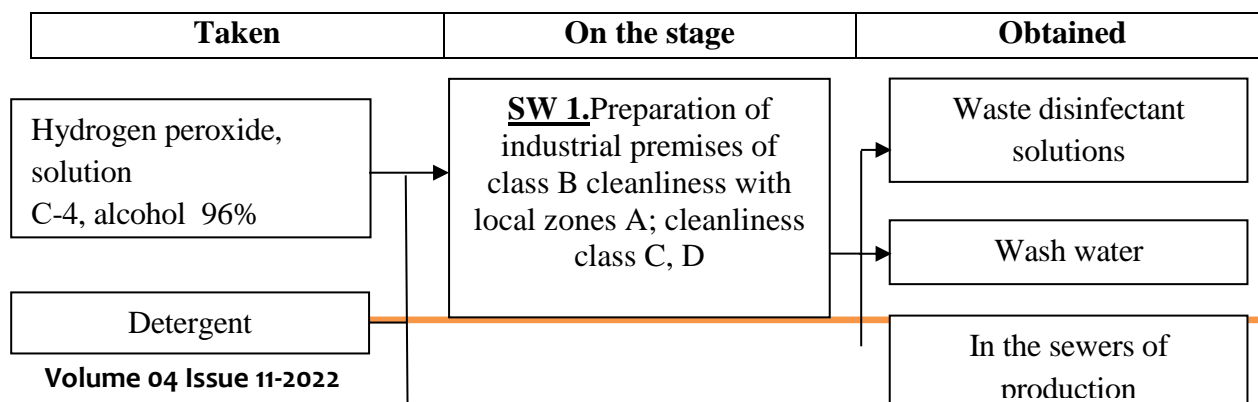 Taken On the stage Obtained
Hydrogen peroxide,
solution
C-4, alcohol 96%
SW 1.Preparation of
industrial premises of
class B cleanliness with
local zones A; cleanliness
class C, D
Waste disinfectant
solutions
Wash water
Detergent
In the sewers of
production
Volume 04 Issue 11-2022